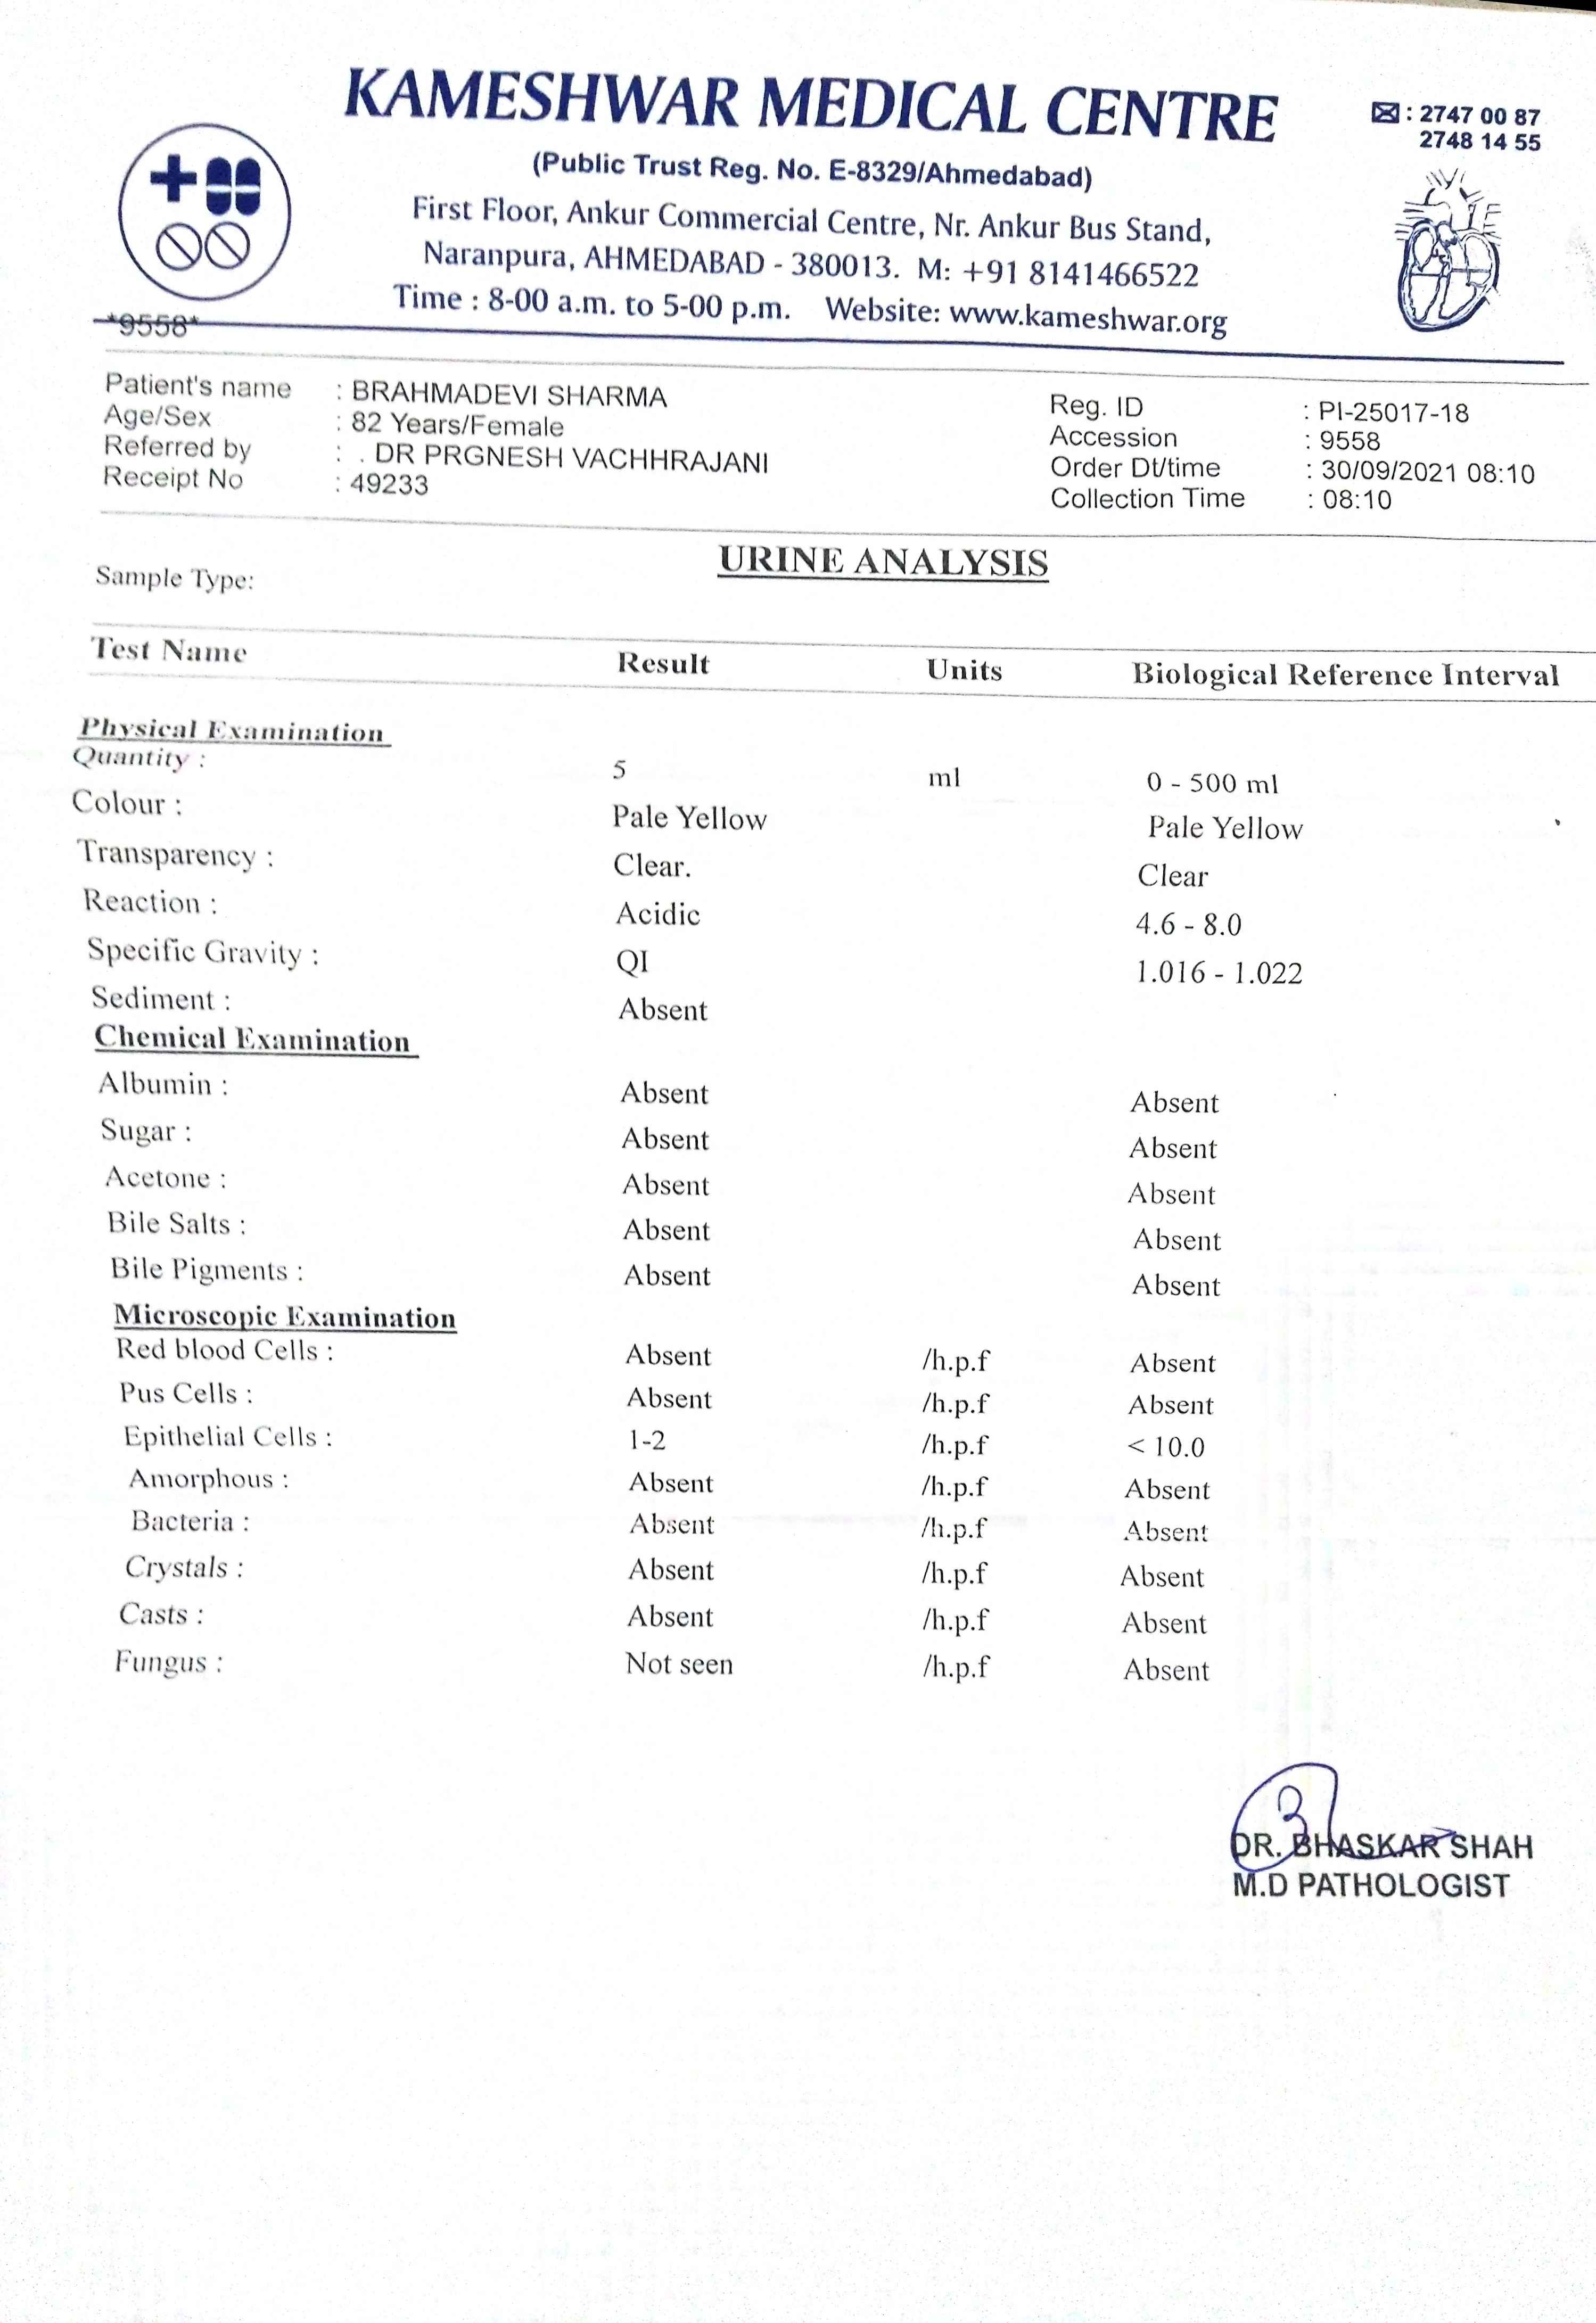 KAMESHWAR MEDICAL CENTRE
: 2747 00 87
2748 14 55
(Public Trust Reg. No. E-8329/Ahmedabad)
First Floor, Ankur Commercial Centre, Nr. Ankur Bus Stand,
Naranpura, AHMEDABAD - 380013. M: +91 8141466522
Time : 8-00 a.m. to 5-00 p.m. Website: www.kameshwar.org
*9558*
Patient's name : BRAHMADEVI SHARMA Reg. ID : PI-25017-18
Age/Sex : 82 Years/Female Accession : 9558
Referred by : . DR PRGNESH VACHHRAJANI Order Dt/time : 30/09/2021 08:10
Receipt No : 49233 Collection Time : 08:10
URINE ANALYSIS
Sample Type:
Test Name Result Units Biological Reference Interval
Physical Examination
Quantity : 5 ml 0 - 500 ml
Colour : Pale Yellow Pale Yellow
Transparency : Clear. Clear
Reaction : Acidic 4.6 - 8.0
Specific Gravity : QI 1.016 - 1.022
Sediment : Absent
Chemical Examination
Albumin : Absent Absent
Sugar : Absent Absent
Acetone : Absent Absent
Bile Salts : Absent Absent
Bile Pigments : Absent Absent
Microscopic Examination
Red blood Cells : Absent /h.p.f Absent
Pus Cells : Absent /h.p.f Absent
Epithelial Cells : 1-2 /h.p.f < 10.0
Amorphous : Absent /h.p.f Absent
Bacteria : Absent /h.p.f Absent
Crystals : Absent /h.p.f Absent
Casts : Absent /h.p.f Absent
Fungus : Not seen /h.p.f Absent
DR. BHASKAR SHAH
M.D PATHOLOGIST